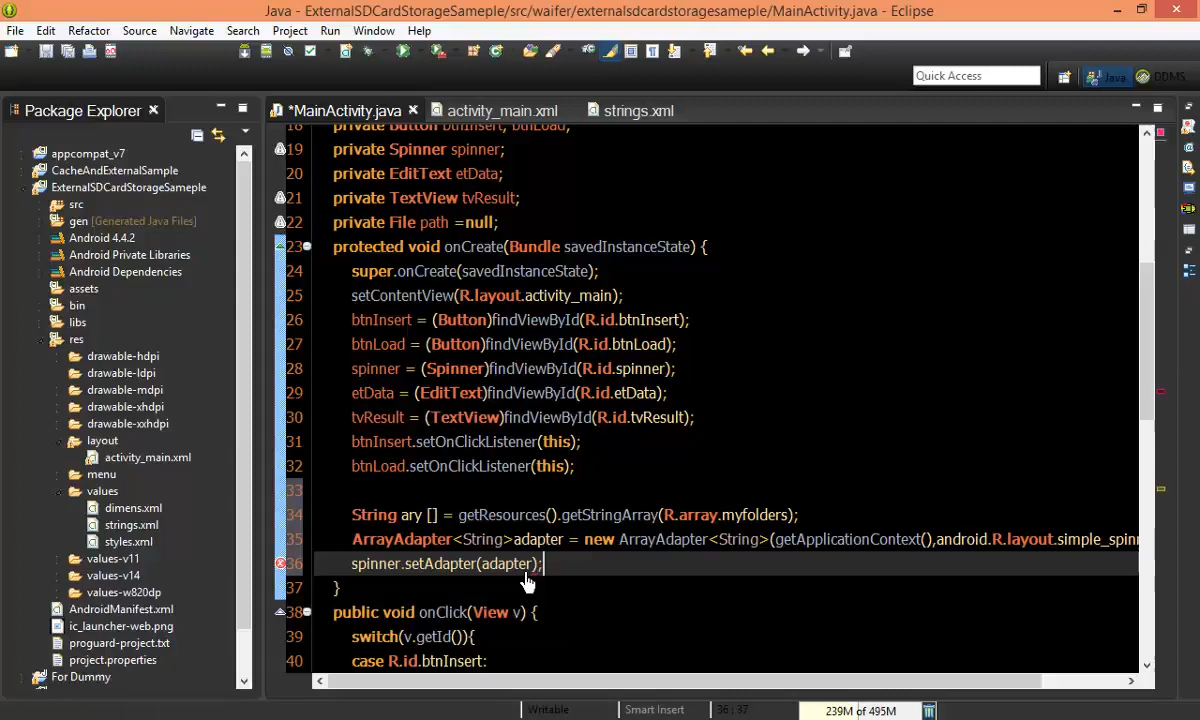 Java - ExternalSDCardStorageSameple/src/waifer/externalsdcardstoragesameple/MainActivity.java - Eclipse
File Edit Refactor Source Navigate Search Project Run Window Help
Quick Access
Java
DDMS
Package Explorer
*MainActivity.java
activity_main.xml
strings.xml
appcompat_v7
CacheAndExternalSample
ExternalSDCardStorageSameple
src
gen [Generated Java Files]
Android 4.4.2
Android Private Libraries
Android Dependencies
assets
bin
libs
res
drawable-hdpi
drawable-ldpi
drawable-mdpi
drawable-xhdpi
drawable-xxhdpi
layout
activity_main.xml
menu
values
dimens.xml
strings.xml
styles.xml
values-v11
values-v14
values-w820dp
AndroidManifest.xml
ic_launcher-web.png
proguard-project.txt
project.properties
For Dummy
18 private Button btnInsert, btnLoad;
19 private Spinner spinner;
20 private EditText etData;
21 private TextView tvResult;
22 private File path =null;
23 protected void onCreate(Bundle savedInstanceState) {
24 super.onCreate(savedInstanceState);
25 setContentView(R.layout.activity_main);
26 btnInsert = (Button)findViewById(R.id.btnInsert);
27 btnLoad = (Button)findViewById(R.id.btnLoad);
28 spinner = (Spinner)findViewById(R.id.spinner);
29 etData = (EditText)findViewById(R.id.etData);
30 tvResult = (TextView)findViewById(R.id.tvResult);
31 btnInsert.setOnClickListener(this);
32 btnLoad.setOnClickListener(this);
33
34 String ary [] = getResources().getStringArray(R.array.myfolders);
35 ArrayAdapter<String>adapter = new ArrayAdapter<String>(getApplicationContext(),android.R.layout.simple_spinn
36 spinner.setAdapter(adapter);
37 }
38 public void onClick(View v) {
39 switch(v.getId()){
40 case R.id.btnInsert:
Writable
Smart Insert
36 : 37
239M of 495M